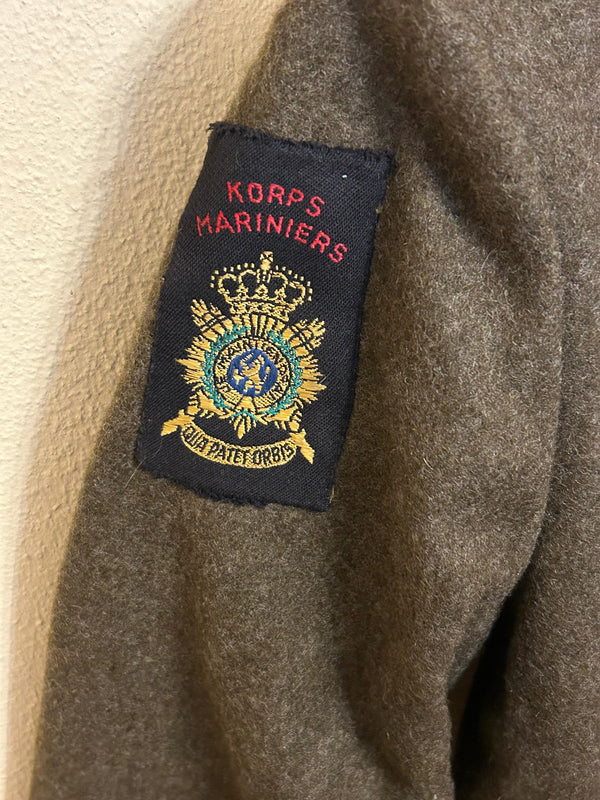 KORPS
MARINIERS
QUA PATET ORBIS